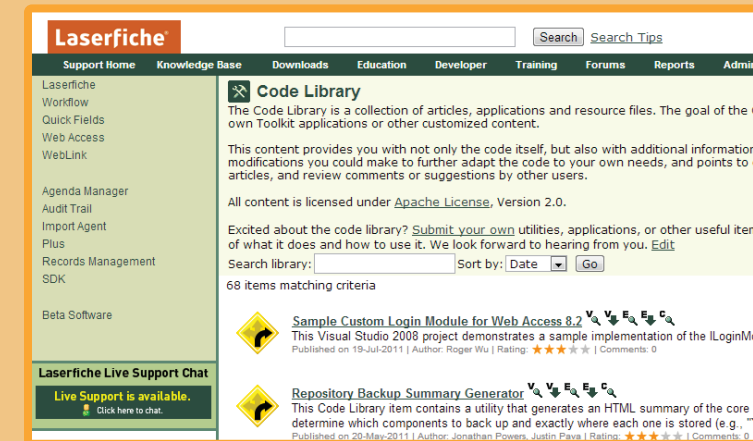 Laserfiche®
Search Search Tips
Support Home Knowledge Base Downloads Education Developer Training Forums Reports
Laserfiche
Workflow
Quick Fields
Web Access
WebLink
Agenda Manager
Audit Trail
Import Agent
Plus
Records Management
SDK
Beta Software
Laserfiche Live Support Chat
Live Support is available.
Click here to chat.
Code Library
The Code Library is a collection of articles, applications and resource files. The goal of the
own Toolkit applications or other customized content.
This content provides you with not only the code itself, but also with additional information
modifications you could make to further adapt the code to your own needs, and points to
articles, and review comments or suggestions by other users.
All content is licensed under Apache License, Version 2.0.
Excited about the code library? Submit your own utilities, applications, or other useful
of what it does and how to use it. We look forward to hearing from you. Edit
Search library: Sort by: Date Go
68 items matching criteria
Sample Custom Login Module for Web Access 8.2 V V E E C
This Visual Studio 2008 project demonstrates a sample implementation of the
Published on 19-Jul-2011 | Author: Roger Wu | Rating: ★★★★★ | Comments: 0
Repository Backup Summary Generator V V E E C
This Code Library item contains a utility that generates an HTML summary of the core
determine which components to back up and exactly where each one is stored (e.g.,
Published on 20-May-2011 | Author: Jonathan Powers, Justin Pava | Rating: ★★★★★ | Comments: 0